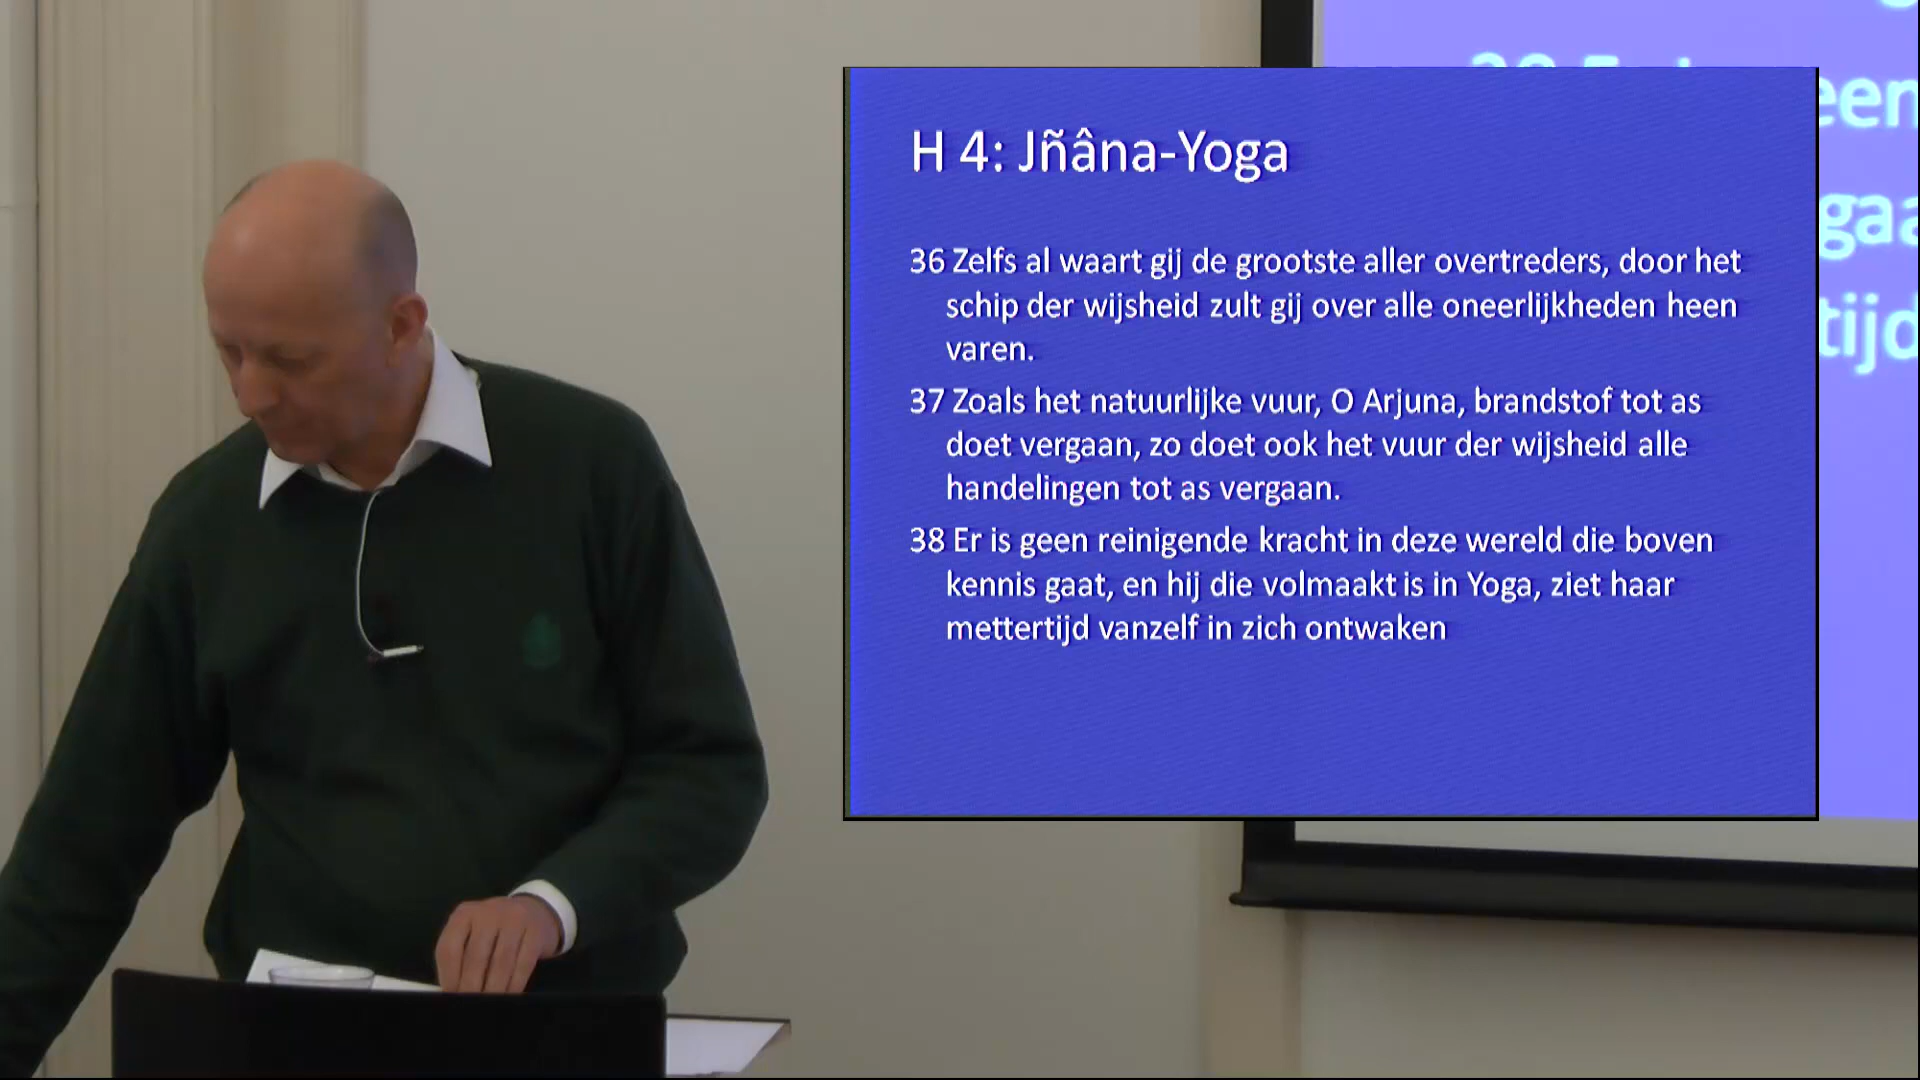 H 4: Jñâna-Yoga
36 Zelfs al waart gij de grootste aller overtreders, door het
schip der wijsheid zult gij over alle oneerlijkheden heen
varen.
37 Zoals het natuurlijke vuur, O Arjuna, brandstof tot as
doet vergaan, zo doet ook het vuur der wijsheid alle
handelingen tot as vergaan.
38 Er is geen reinigende kracht in deze wereld die boven
kennis gaat, en hij die volmaakt is in Yoga, ziet haar
mettertijd vanzelf in zich ontwaken
een
gaa
tijd